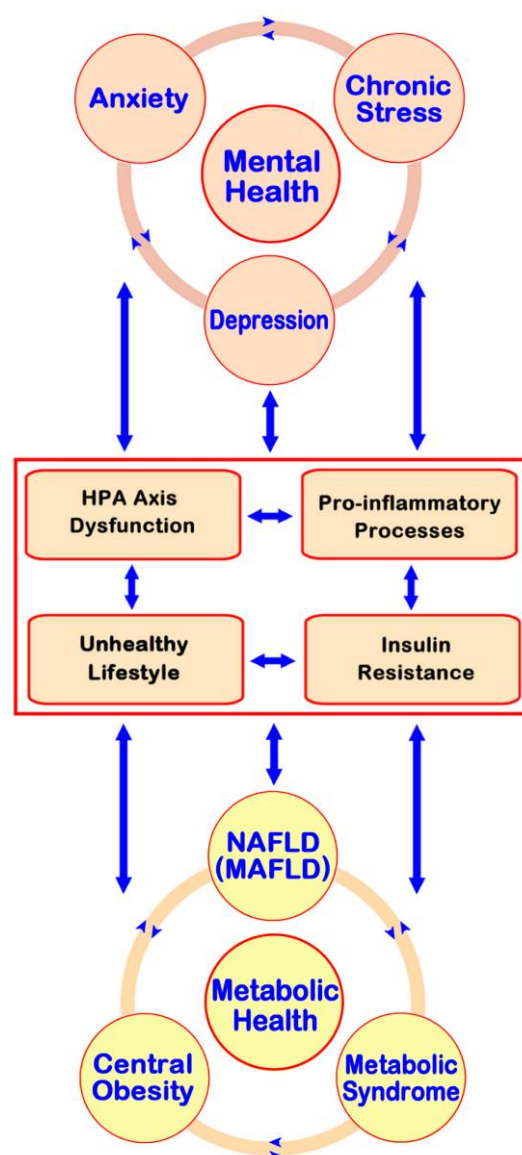 Anxiety
Chronic
Stress
Mental
Health
Depression
HPA Axis
Dysfunction
Pro-inflammatory
Processes
Unhealthy
Lifestyle
Insulin
Resistance
NAFLD
(MAFLD)
Metabolic
Health
Central
Obesity
Metabolic
Syndrome